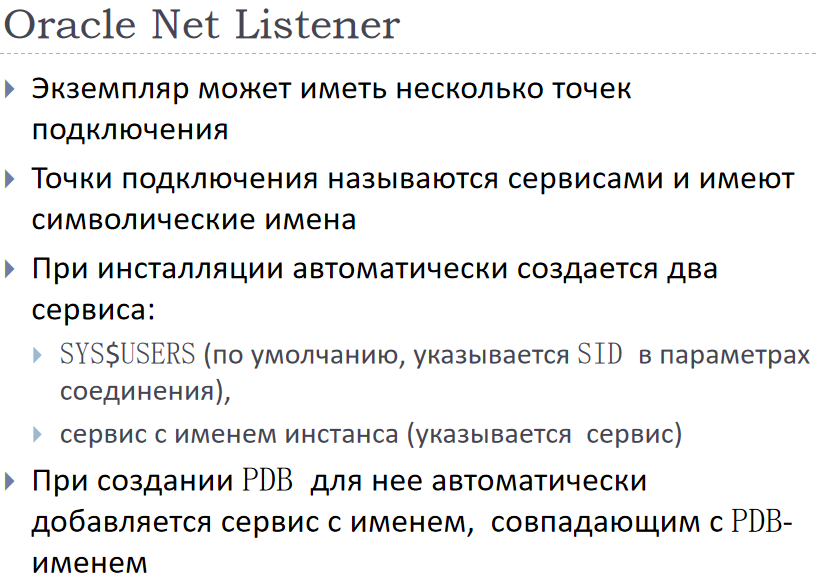 Oracle Net Listener
Экземпляр может иметь несколько точек
подключения
Точки подключения называются сервисами и имеют
символические имена
При инсталляции автоматически создается два
сервиса:
SYS$USERS (по умолчанию, указывается SID в параметрах
соединения),
сервис с именем инстанса (указывается сервис)
При создании PDB для нее автоматически
добавляется сервис с именем, совпадающим с PDB-
именем